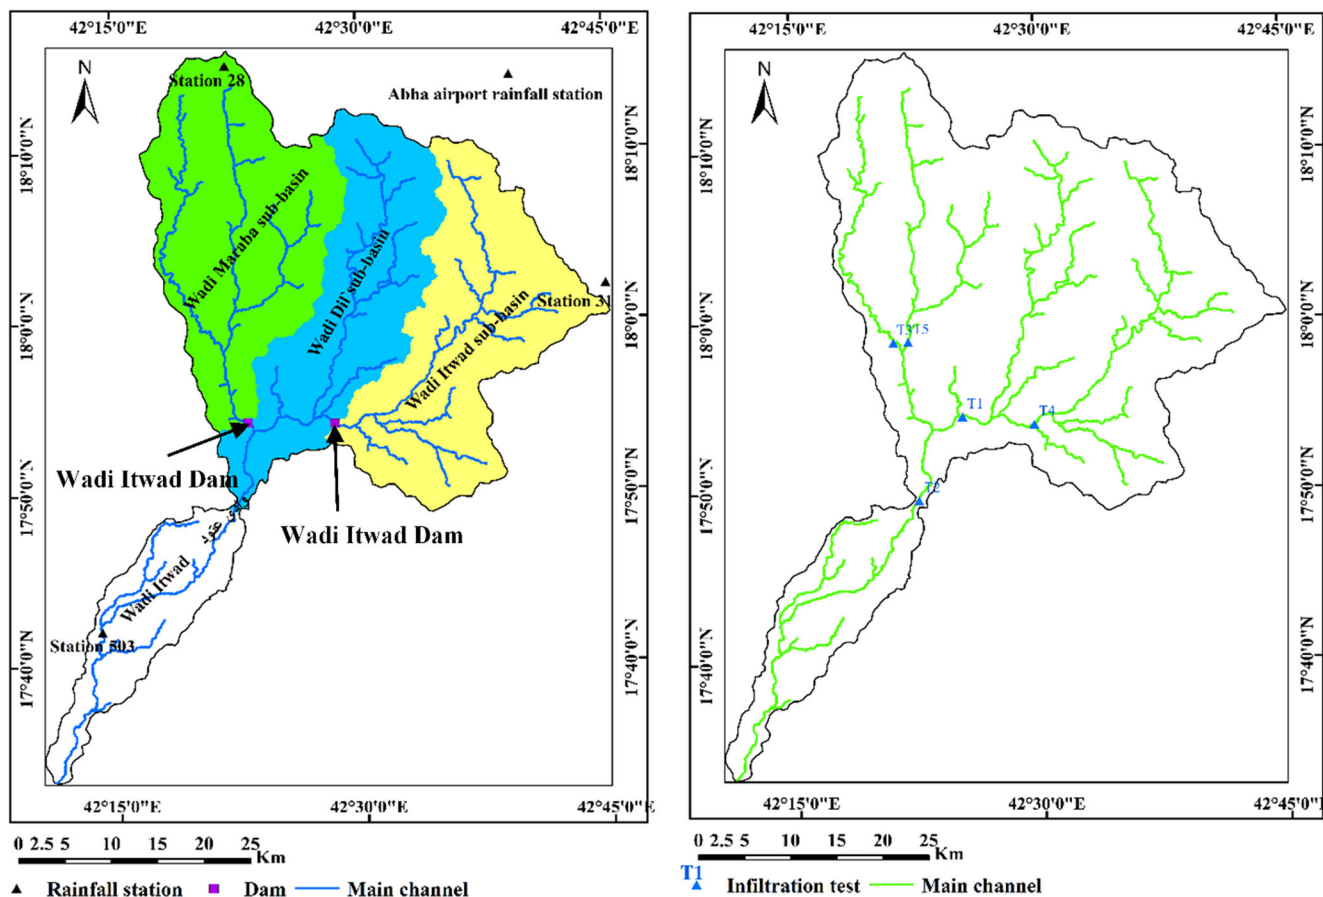 42°15'0"E 42°30'0"E 42°45'0"E
N
Station 28
Abha airport rainfall station
18°10'0"N
18°10'0"N
Wadi Maraba sub-basin
Wadi Dil sub-basin
Station 31
Wadi Itwad sub-basin
18°0'0"N
18°0'0"N
Wadi Itwad Dam
Wadi Itwad Dam
17°50'0"N
17°50'0"N
Wadi Itwad
Station 503
17°40'0"N
17°40'0"N
42°15'0"E 42°30'0"E 42°45'0"E
0 2.5 5 10 15 20 25
Km
Rainfall station Dam Main channel
42°15'0"E 42°30'0"E 42°45'0"E
N
18°10'0"N
18°10'0"N
18°0'0"N
18°0'0"N
T3 T5
T1
T4
T2
17°50'0"N
17°50'0"N
17°40'0"N
17°40'0"N
42°15'0"E 42°30'0"E 42°45'0"E
0 2.5 5 10 15 20 25
Km
T1
Infiltration test Main channel